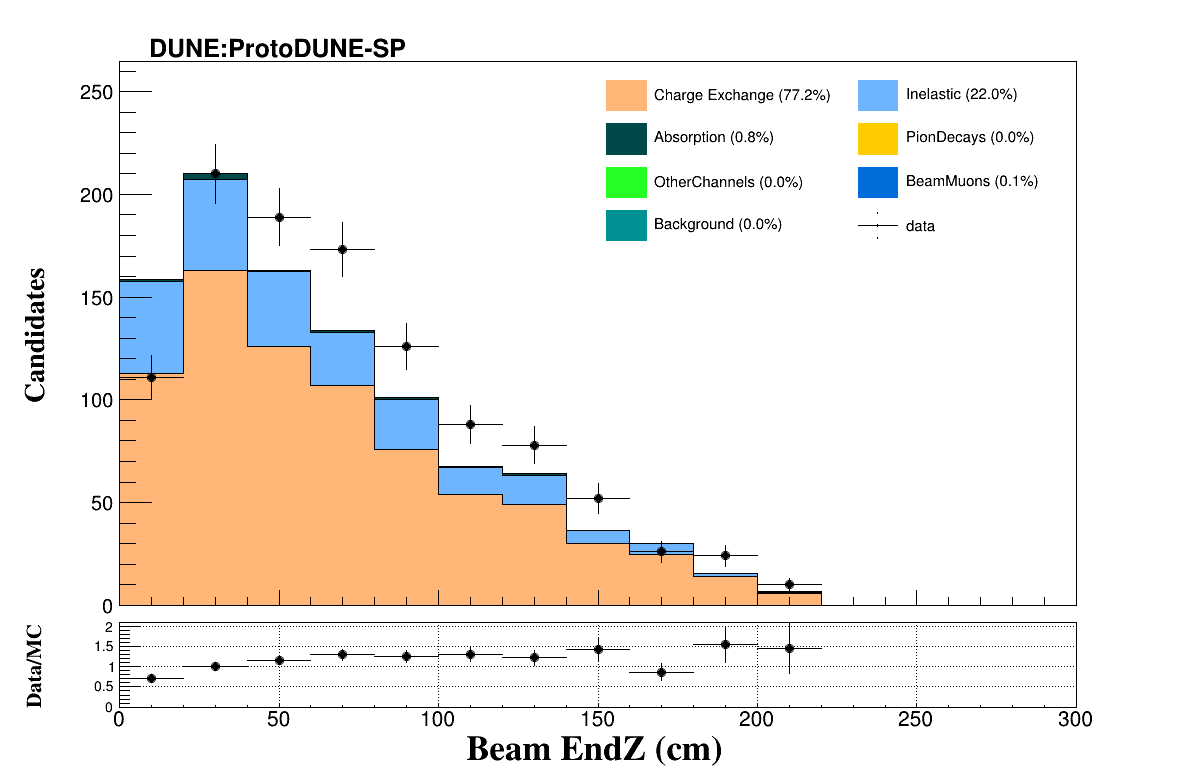 DUNE:ProtoDUNE-SP
Charge Exchange (77.2%)
Inelastic (22.0%)
Absorption (0.8%)
PionDecays (0.0%)
OtherChannels (0.0%)
BeamMuons (0.1%)
Background (0.0%)
data
Candidates
250
200
150
100
50
0
Data/MC
2
1.5
1
0.5
0
0 50 100 150 200 250 300
Beam EndZ (cm)